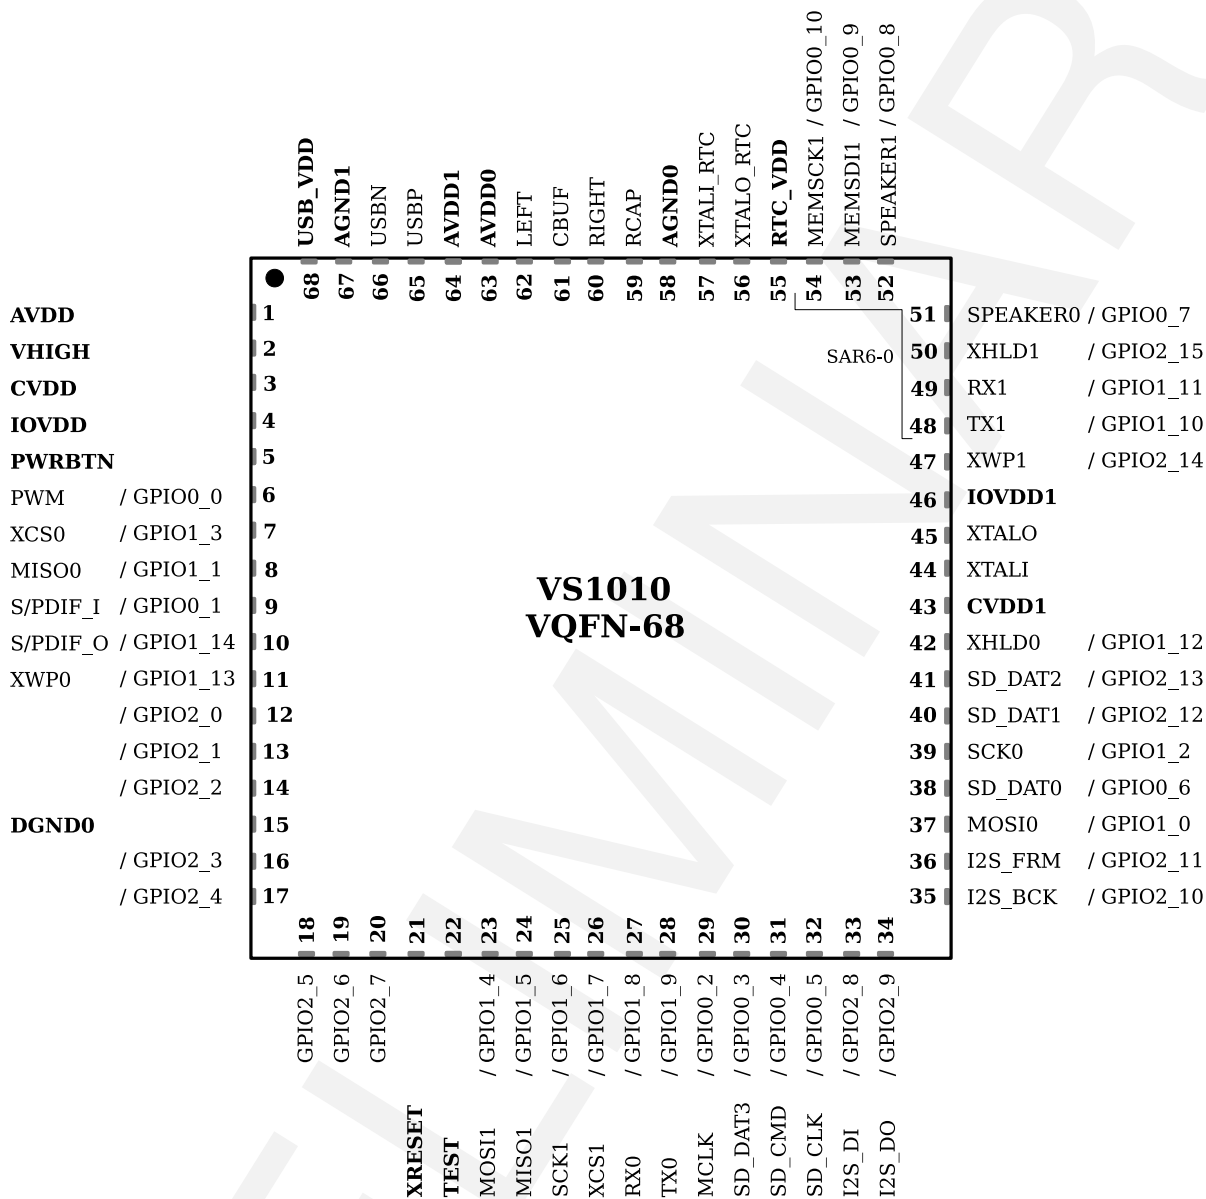 USB_VDD
AGND1
USBN
USBP
AVDD1
AVDD0
LEFT
CBUF
RIGHT
RCAP
AGND0
XTALI_RTC
XTALO_RTC
RTC_VDD
MEMSCK1 / GPIO0_10
MEMSDI1 / GPIO0_9
SPEAKER1 / GPIO0_8
68 67 66 65 64 63 62 61 60 59 58 57 56 55 54 53 52
AVDD 1
VHIGH 2
CVDD 3
IOVDD 4
PWRBTN 5
PWM / GPIO0_0 6
XCS0 / GPIO1_3 7
MISO0 / GPIO1_1 8
S/PDIF_I / GPIO0_1 9
S/PDIF_O / GPIO1_14 10
XWP0 / GPIO1_13 11
/ GPIO2_0 12
/ GPIO2_1 13
/ GPIO2_2 14
DGND0 15
/ GPIO2_3 16
/ GPIO2_4 17
SAR6-0
VS1010
VQFN-68
51 SPEAKER0 / GPIO0_7
50 XHLD1 / GPIO2_15
49 RX1 / GPIO1_11
48 TX1 / GPIO1_10
47 XWP1 / GPIO2_14
46 IOVDD1
45 XTALO
44 XTALI
43 CVDD1
42 XHLD0 / GPIO1_12
41 SD_DAT2 / GPIO2_13
40 SD_DAT1 / GPIO2_12
39 SCK0 / GPIO1_2
38 SD_DAT0 / GPIO0_6
37 MOSI0 / GPIO1_0
36 I2S_FRM / GPIO2_11
35 I2S_BCK / GPIO2_10
18 19 20 21 22 23 24 25 26 27 28 29 30 31 32 33 34
GPIO2_5
GPIO2_6
GPIO2_7
XRESET
TEST
MOSI1 / GPIO1_4
MISO1 / GPIO1_5
SCK1 / GPIO1_6
XCS1 / GPIO1_7
RX0 / GPIO1_8
TX0 / GPIO1_9
MCLK / GPIO0_2
SD_DAT3 / GPIO0_3
SD_CMD / GPIO0_4
SD_CLK / GPIO0_5
I2S_DI / GPIO2_8
I2S_DO / GPIO2_9